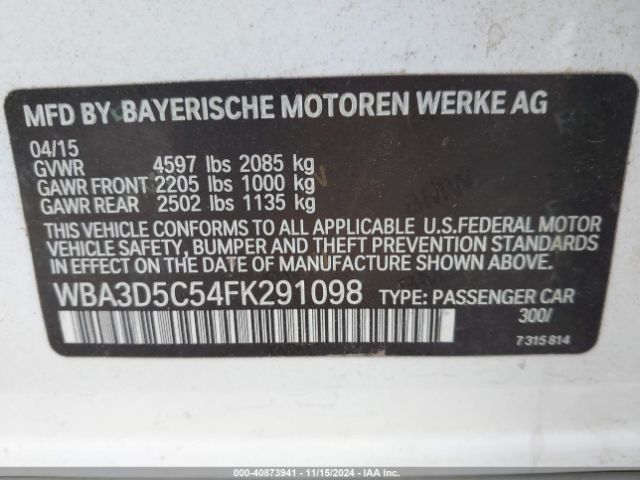 MFD BY BAYERISCHE MOTOREN WERKE AG
04/15
GVWR 4597 lbs 2085 kg
GAWR FRONT 2205 lbs 1000 kg
GAWR REAR 2502 lbs 1135 kg
THIS VEHICLE CONFORMS TO ALL APPLICABLE U.S.FEDERAL MOTOR
VEHICLE SAFETY, BUMPER AND THEFT PREVENTION STANDARDS
IN EFFECT ON THE DATE OF MANUFACTURE SHOWN ABOVE.
WBA3D5C54FK291098 TYPE: PASSENGER CAR
300/
7 315 814
000-40873941 - 11/15/2024 - IAA Inc.